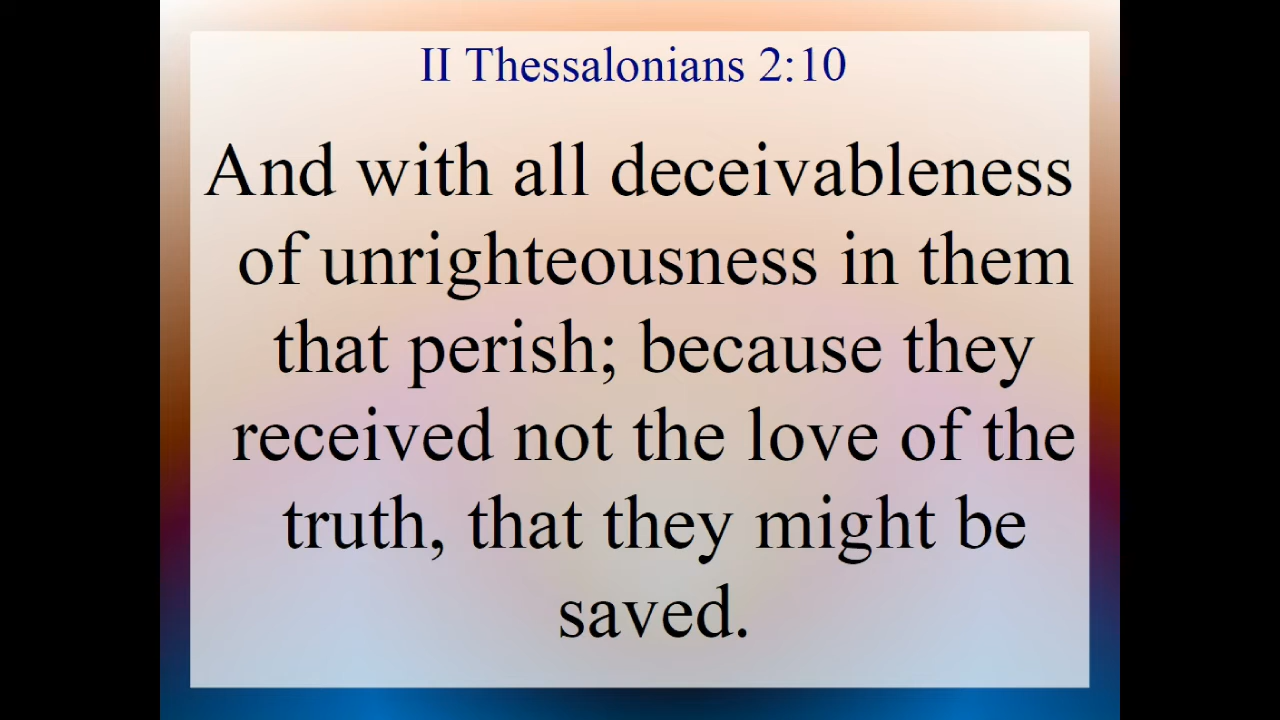 II Thessalonians 2:10
And with all deceivableness
of unrighteousness in them
that perish; because they
received not the love of the
truth, that they might be
saved.